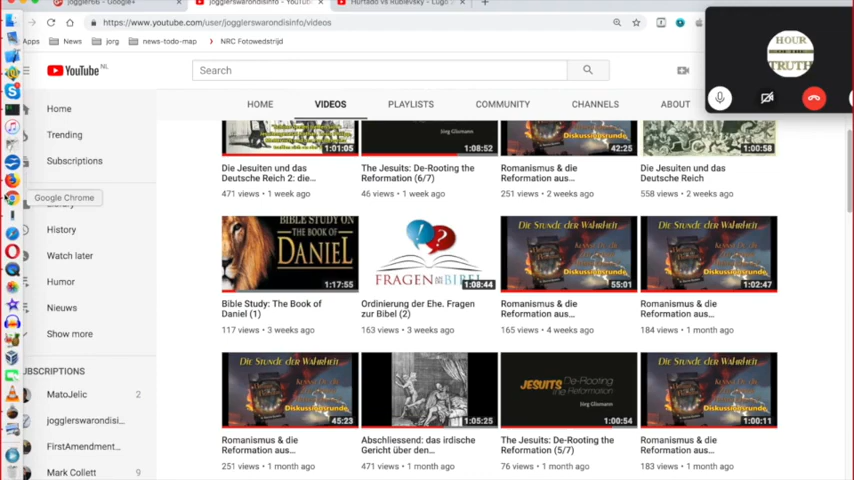 jogglerbb - Google+
jogglerswarondisinfo - YouTub
Hurtado vs Rublevsky - Lugo
https://www.youtube.com/user/jogglerswarondisinfo/videos
Apps
News
jorg
news-todo-map
NRC Fotowedstrijd
HOUR
TRUTH
YouTube NL
Search
HOME
VIDEOS
PLAYLISTS
COMMUNITY
CHANNELS
ABOUT
Home
Trending
Subscriptions
Google Chrome
Library
History
Watch later
Humor
Nieuws
Show more
SUBSCRIPTIONS
MatoJelic 2
jogglerswarondisi...
FirstAmendment...
Mark Collett 9
1:01:05
Jörg Glismann
1:08:52
Diskussionsrunde
42:25
1:00:58
Die Jesuiten und das
Deutsche Reich 2: die...
471 views • 1 week ago
The Jesuits: De-Rooting the
Reformation (6/7)
46 views • 1 week ago
Romanismus & die
Reformation aus...
251 views • 2 weeks ago
Die Jesuiten und das
Deutsche Reich
558 views • 2 weeks ago
BIBLE STUDY ON
THE BOOK OF
DANIEL
1:17:55
FRAGEN
1:08:44
DIE STUNDE DER WAHRHEIT
55:01
DIE STUNDE DER WAHRHEIT
1:02:47
Bible Study: The Book of
Daniel (1)
117 views • 3 weeks ago
Ordinierung der Ehe. Fragen
zur Bibel (2)
163 views • 3 weeks ago
Romanismus & die
Reformation aus...
165 views • 4 weeks ago
Romanismus & die
Reformation aus...
184 views • 1 month ago
DIE STUNDE DER WAHRHEIT
Diskussionsrunde
45:23
1:05:25
JESUITS De-Rooting
the Reformation
Jörg Glismann
1:00:54
DIE STUNDE DER WAHRHEIT
Diskussionsrunde
1:00:11
Romanismus & die
Reformation aus...
251 views • 1 month ago
Abschliessend: das irdische
Gericht über den...
471 views • 1 month ago
The Jesuits: De-Rooting the
Reformation (5/7)
76 views • 1 month ago
Romanismus & die
Reformation aus...
183 views • 1 month ago